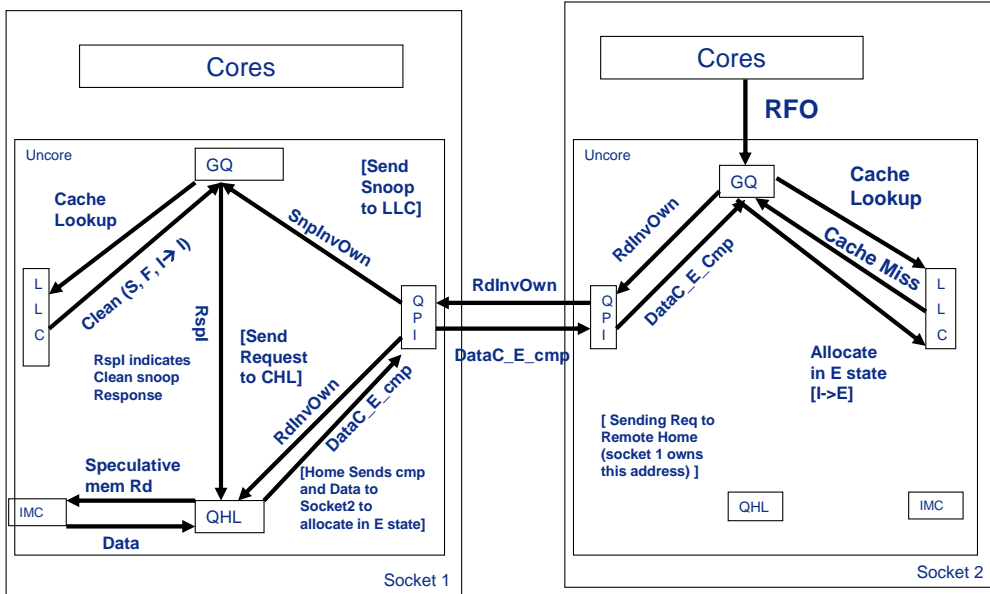 Cores
Uncore
GQ
[Send
Snoop
to LLC]
Cache
Lookup
SnpInvOwn
Clean (S, F, I→ I)
L
L
C
RspI
Q
P
I
RspI indicates
Clean snoop
Response
[Send
Request
to CHL]
RdInvOwn
DataC_E_cmp
Speculative
mem Rd
[Home Sends cmp
and Data to
Socket2 to
allocate in E state]
IMC
QHL
Data
Socket 1
RdInvOwn
DataC_E_cmp
Cores
RFO
Uncore
GQ
Cache
Lookup
RdInvOwn
Cache Miss
DataC_E_Cmp
Q
P
I
L
L
C
Allocate
in E state
[I->E]
[ Sending Req to
Remote Home
(socket 1 owns
this address) ]
QHL
IMC
Socket 2